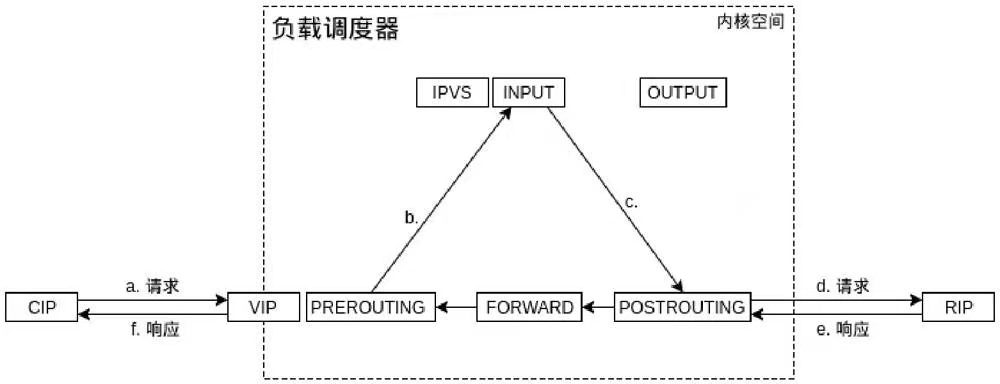 负载调度器
内核空间
IPVS
INPUT
OUTPUT
b.
c.
a. 请求
d. 请求
CIP
VIP
PREROUTING
FORWARD
POSTROUTING
RIP
f. 响应
e. 响应